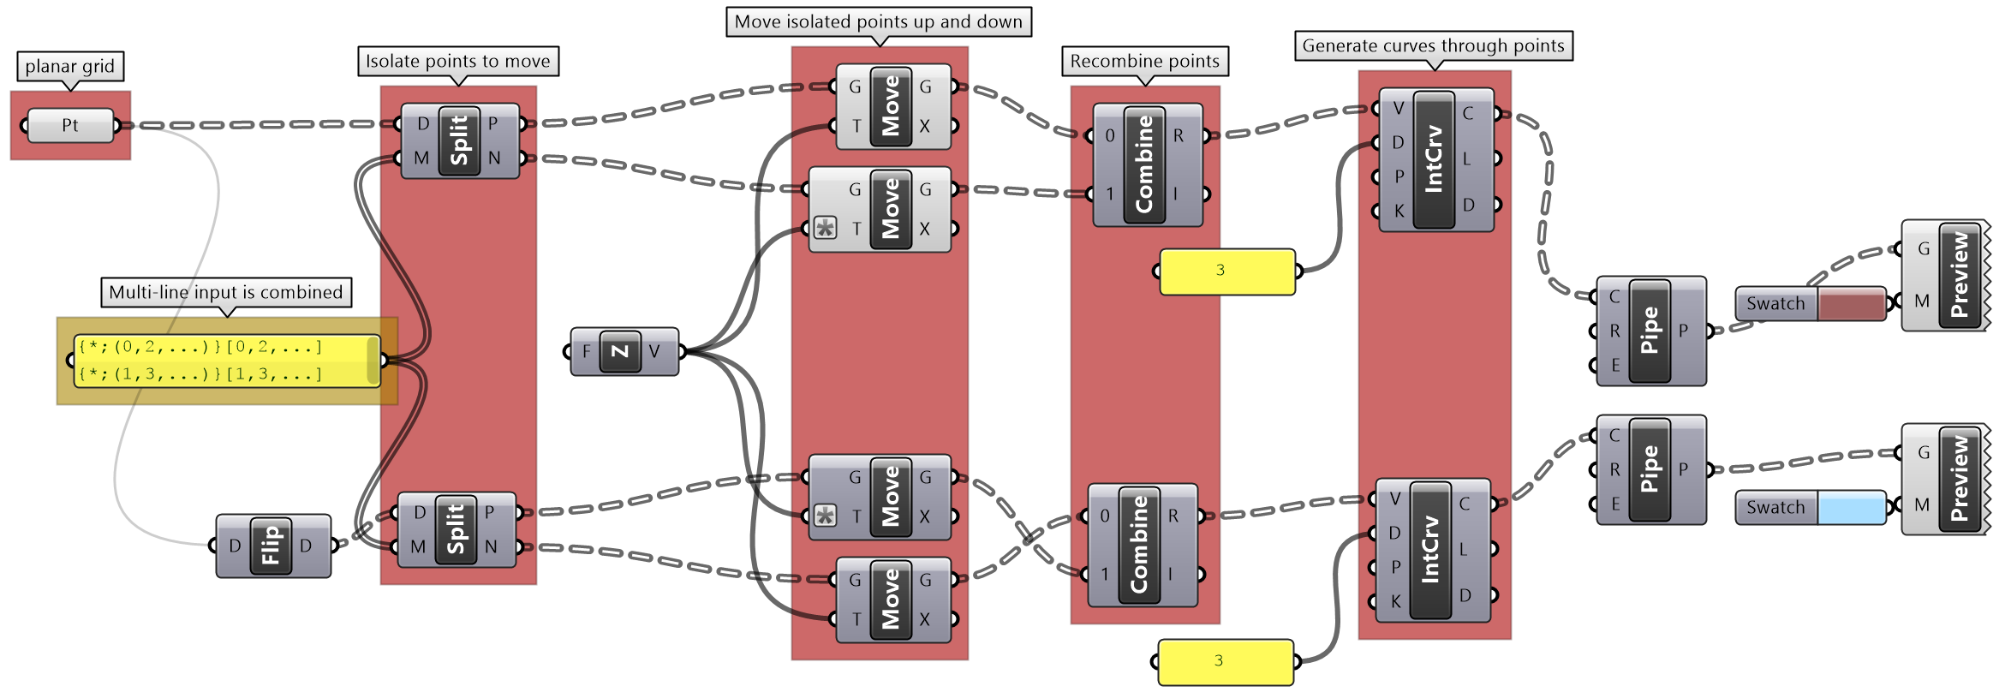 planar grid
Pt
Isolate points to move
D
M
Split
P
N
Multi-line input is combined
{*;(0,2,...)}[0,2,...]
{*;(1,3,...)}[1,3,...]
D
Flip
D
D
M
Split
P
N
F
Z
V
Move isolated points up and down
G
T
Move
G
X
G
T
Move
G
X
G
T
Move
G
X
G
T
Move
G
X
Recombine points
0
1
Combine
R
I
3
0
1
Combine
R
I
3
Generate curves through points
V
D
P
K
IntCrv
C
L
D
V
D
P
K
IntCrv
C
L
D
C
R
E
Pipe
P
Swatch
G
M
Preview
C
R
E
Pipe
P
Swatch
G
M
Preview